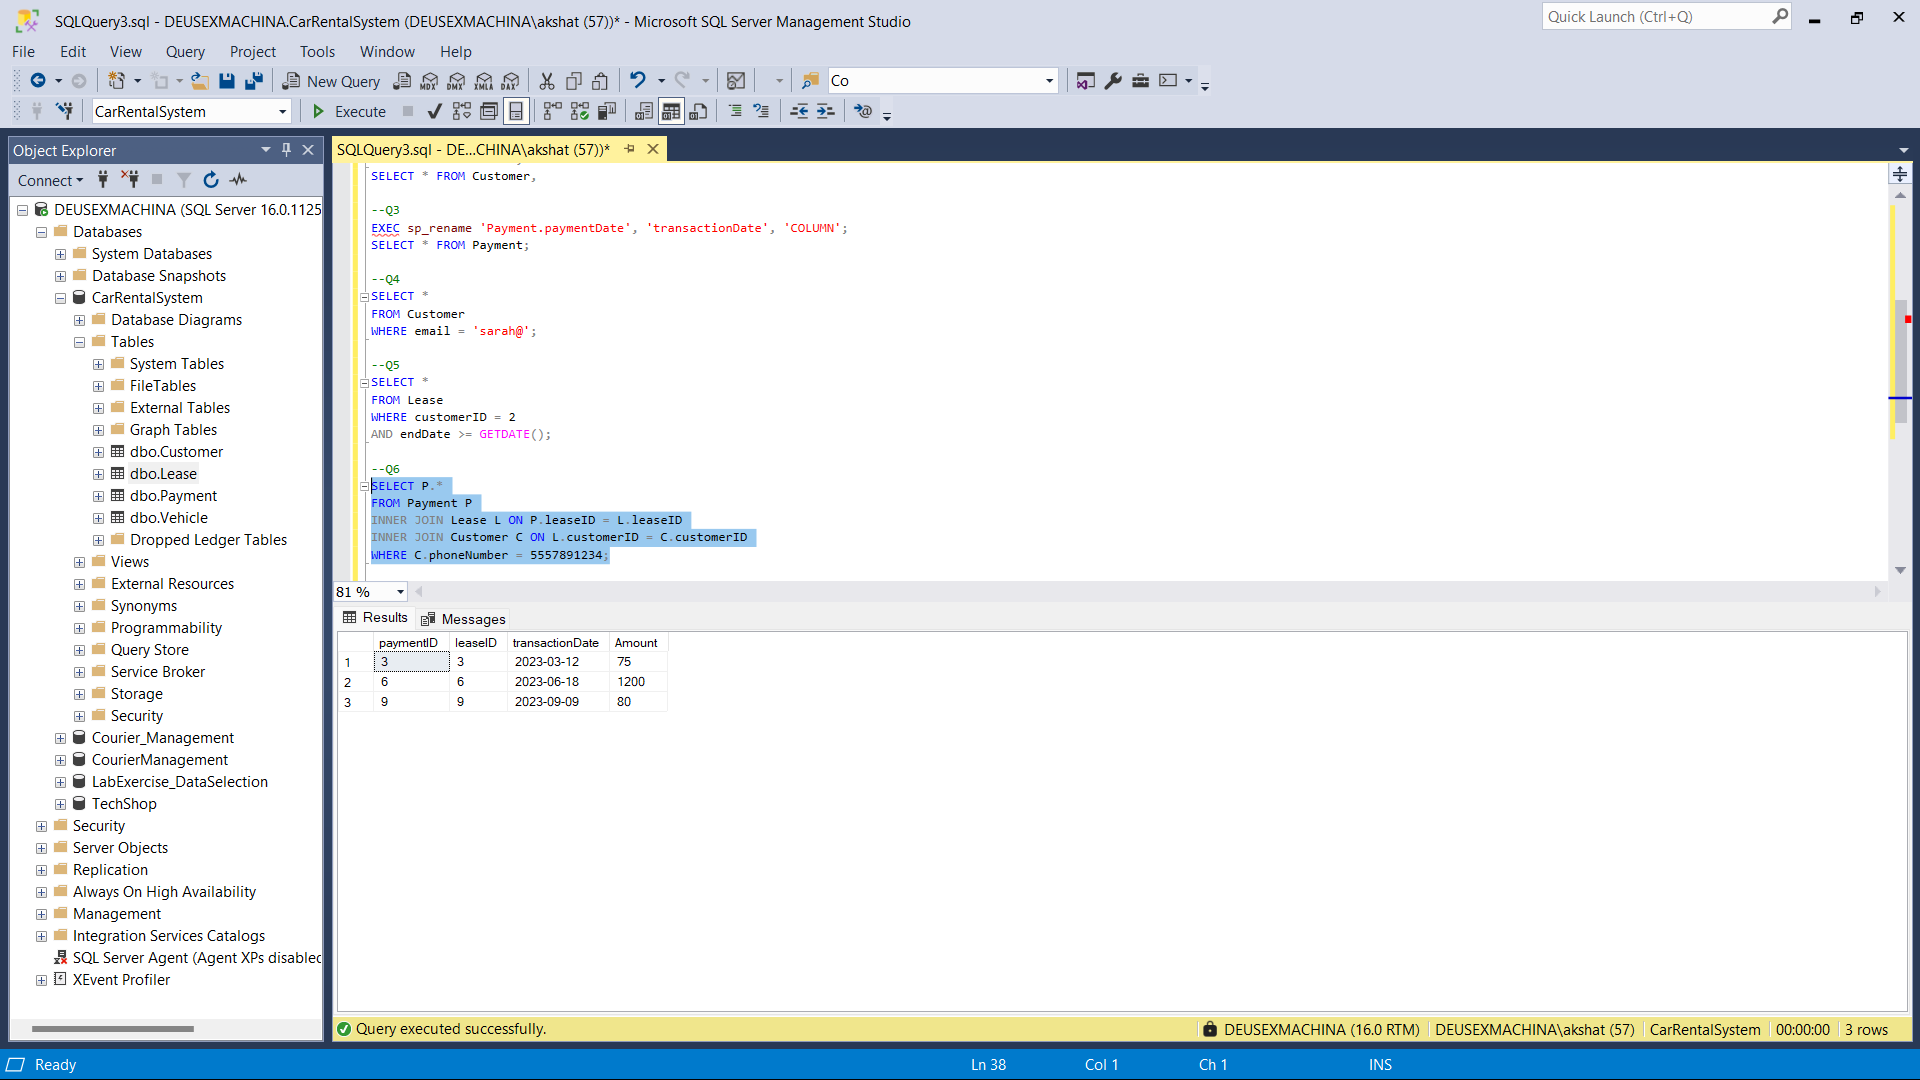 SQLQuery3.sql - DEUSEXMACHINA.CarRentalSystem (DEUSEXMACHINA\akshat (57))* - Microsoft SQL Server Management Studio
Quick Launch (Ctrl+Q)
File Edit View Query Project Tools Window Help
New Query
MDX DMX XMLA DAX
Co
CarRentalSystem
Execute
Object Explorer
Connect
DEUSEXMACHINA (SQL Server 16.0.1125
Databases
System Databases
Database Snapshots
CarRentalSystem
Database Diagrams
Tables
System Tables
FileTables
External Tables
Graph Tables
dbo.Customer
dbo.Lease
dbo.Payment
dbo.Vehicle
Dropped Ledger Tables
Views
External Resources
Synonyms
Programmability
Query Store
Service Broker
Storage
Security
Courier_Management
CourierManagement
LabExercise_DataSelection
TechShop
Security
Server Objects
Replication
Always On High Availability
Management
Integration Services Catalogs
SQL Server Agent (Agent XPs disabled
XEvent Profiler
SQLQuery3.sql - DE...CHINA\akshat (57))*
SELECT * FROM Customer,
--Q3
EXEC sp_rename 'Payment.paymentDate', 'transactionDate', 'COLUMN';
SELECT * FROM Payment;
--Q4
SELECT *
FROM Customer
WHERE email = 'sarah@';
--Q5
SELECT *
FROM Lease
WHERE customerID = 2
AND endDate >= GETDATE();
--Q6
SELECT P.*
FROM Payment P
INNER JOIN Lease L ON P.leaseID = L.leaseID
INNER JOIN Customer C ON L.customerID = C.customerID
WHERE C.phoneNumber = 5557891234;
81 %
Results Messages
paymentID leaseID transactionDate Amount
1 3 3 2023-03-12 75
2 6 6 2023-06-18 1200
3 9 9 2023-09-09 80
Query executed successfully.
DEUSEXMACHINA (16.0 RTM) DEUSEXMACHINA\akshat (57) CarRentalSystem 00:00:00 3 rows
Ready
Ln 38 Col 1 Ch 1 INS